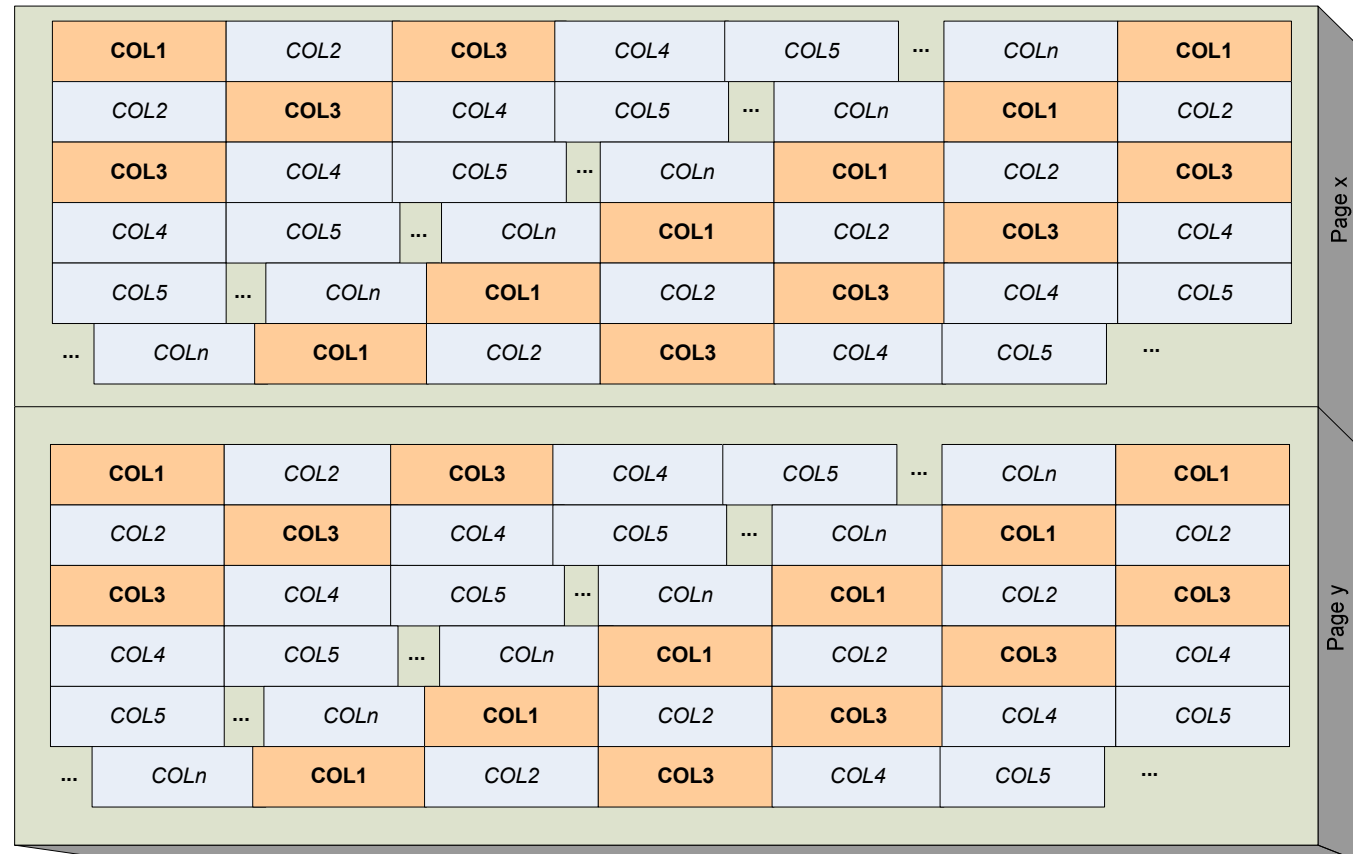 COL1 COL2 COL3 COL4 COL5 ... COLn COL1
COL2 COL3 COL4 COL5 ... COLn COL1 COL2
COL3 COL4 COL5 ... COLn COL1 COL2 COL3
COL4 COL5 ... COLn COL1 COL2 COL3 COL4
COL5 ... COLn COL1 COL2 COL3 COL4 COL5
... COLn COL1 COL2 COL3 COL4 COL5 ...
Page x
COL1 COL2 COL3 COL4 COL5 ... COLn COL1
COL2 COL3 COL4 COL5 ... COLn COL1 COL2
COL3 COL4 COL5 ... COLn COL1 COL2 COL3
COL4 COL5 ... COLn COL1 COL2 COL3 COL4
COL5 ... COLn COL1 COL2 COL3 COL4 COL5
... COLn COL1 COL2 COL3 COL4 COL5 ...
Page y